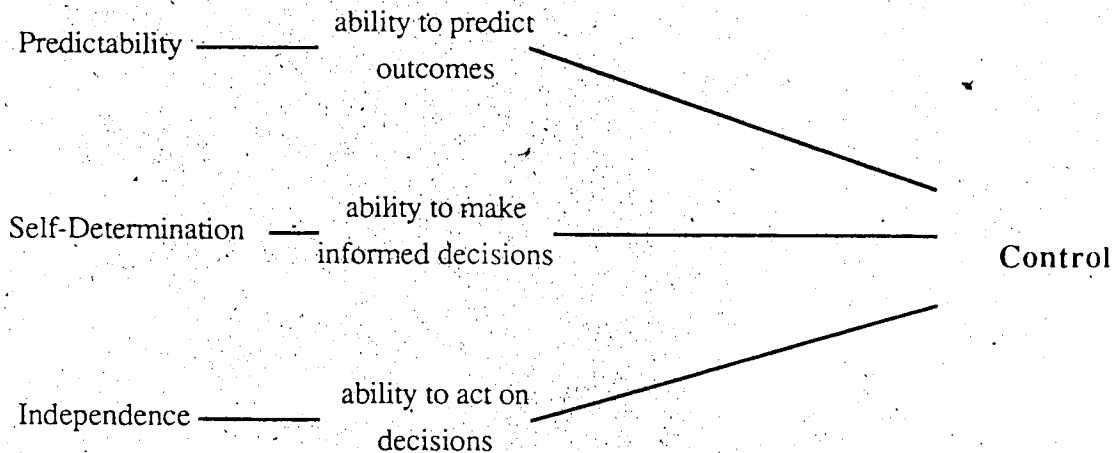 Predictability
ability to predict
outcomes
Self-Determination
ability to make
informed decisions
Control
Independence
ability to act on
decisions